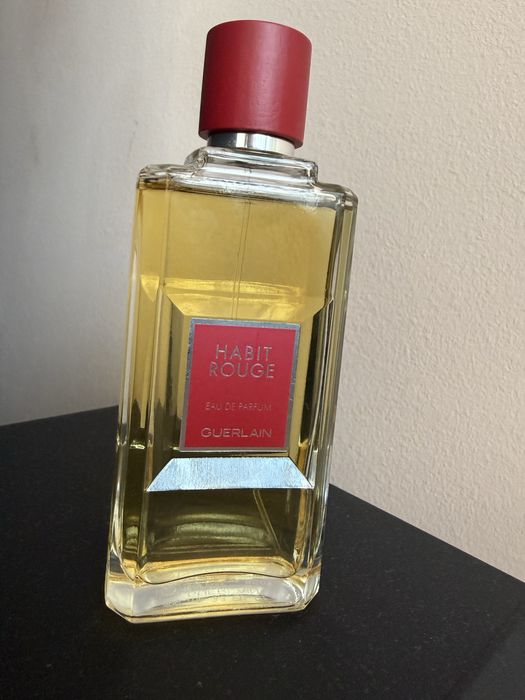 HABIT
ROUGE
EAU DE PARFUM
GUERLAIN